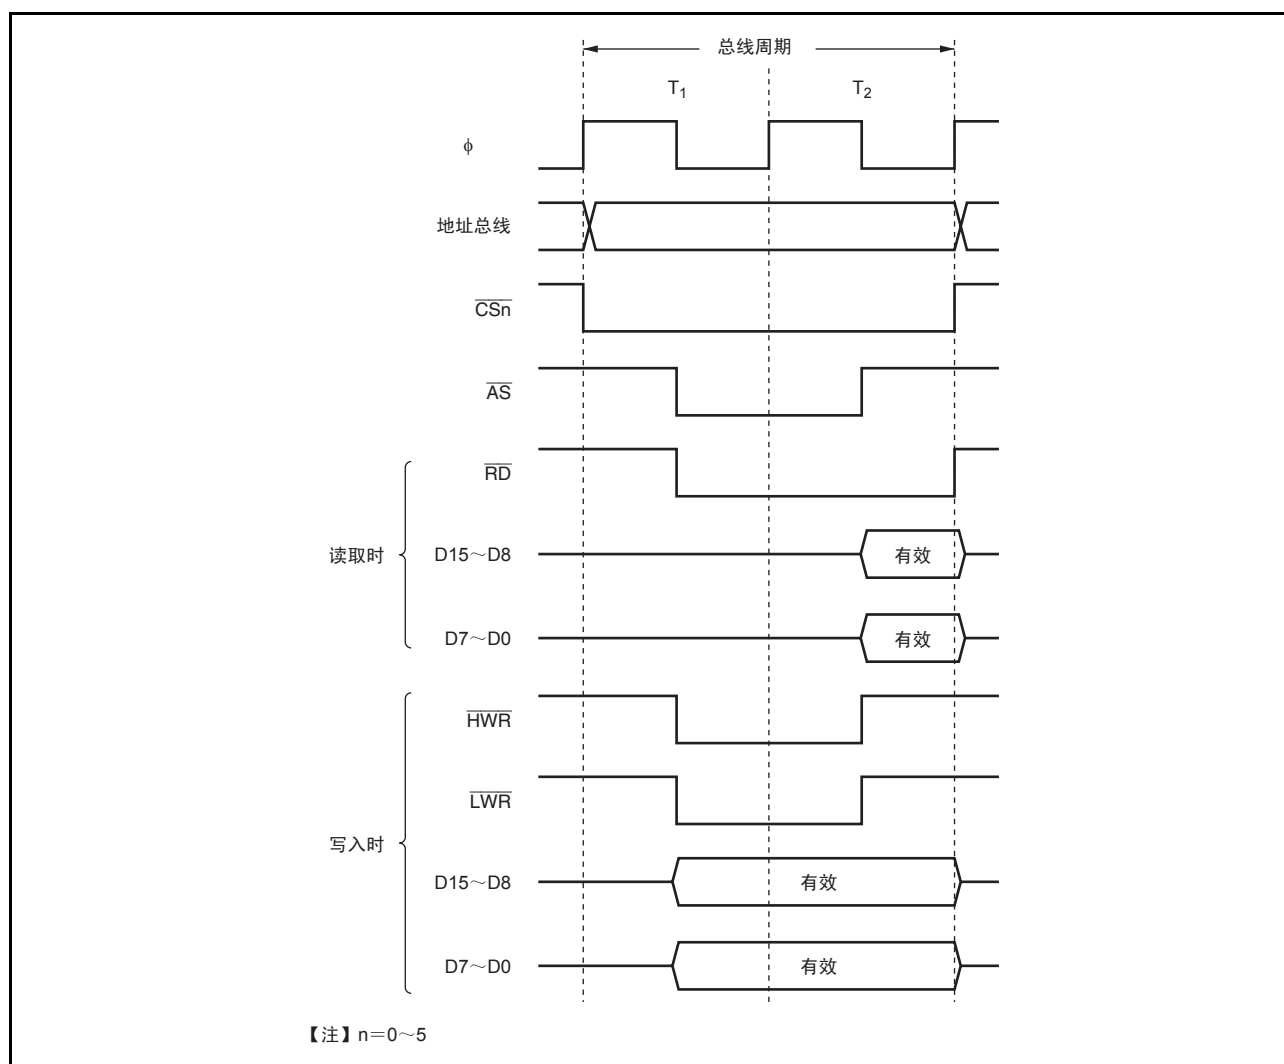 总线周期
T1 T2
ϕ
地址总线
CSn
AS
RD
读取时
D15～D8 有效
D7～D0 有效
HWR
LWR
写入时
D15～D8 有效
D7～D0 有效
【注】n＝0～5